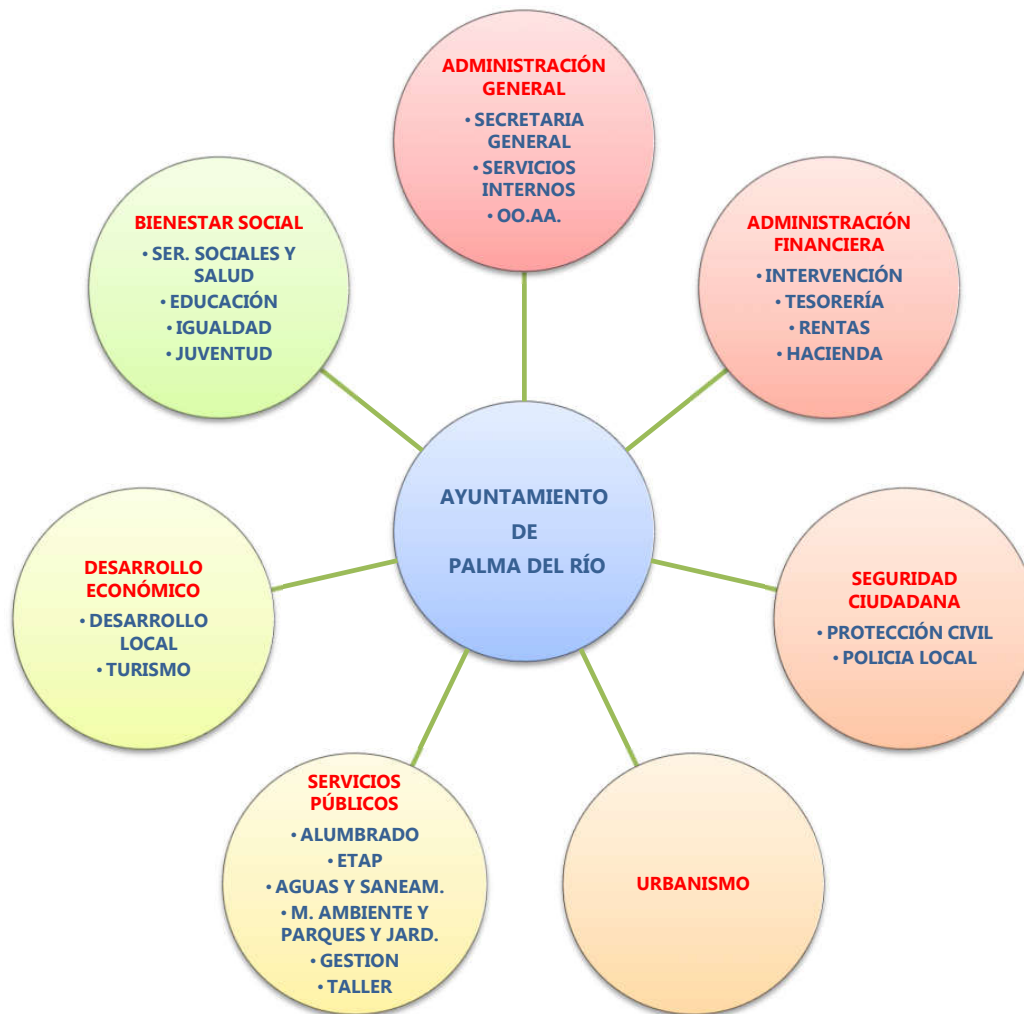 ADMINISTRACIÓN
GENERAL
• SECRETARIA
GENERAL
• SERVICIOS
INTERNOS
• OO.AA.
ADMINISTRACIÓN
FINANCIERA
• INTERVENCIÓN
• TESORERÍA
• RENTAS
• HACIENDA
SEGURIDAD
CIUDADANA
• PROTECCIÓN CIVIL
• POLICIA LOCAL
URBANISMO
SERVICIOS
PÚBLICOS
• ALUMBRADO
• ETAP
• AGUAS Y SANEAM.
• M. AMBIENTE Y
PARQUES Y JARD.
• GESTION
• TALLER
DESARROLLO
ECONÓMICO
• DESARROLLO
LOCAL
• TURISMO
BIENESTAR SOCIAL
• SER. SOCIALES Y
SALUD
• EDUCACIÓN
• IGUALDAD
• JUVENTUD
AYUNTAMIENTO
DE
PALMA DEL RÍO